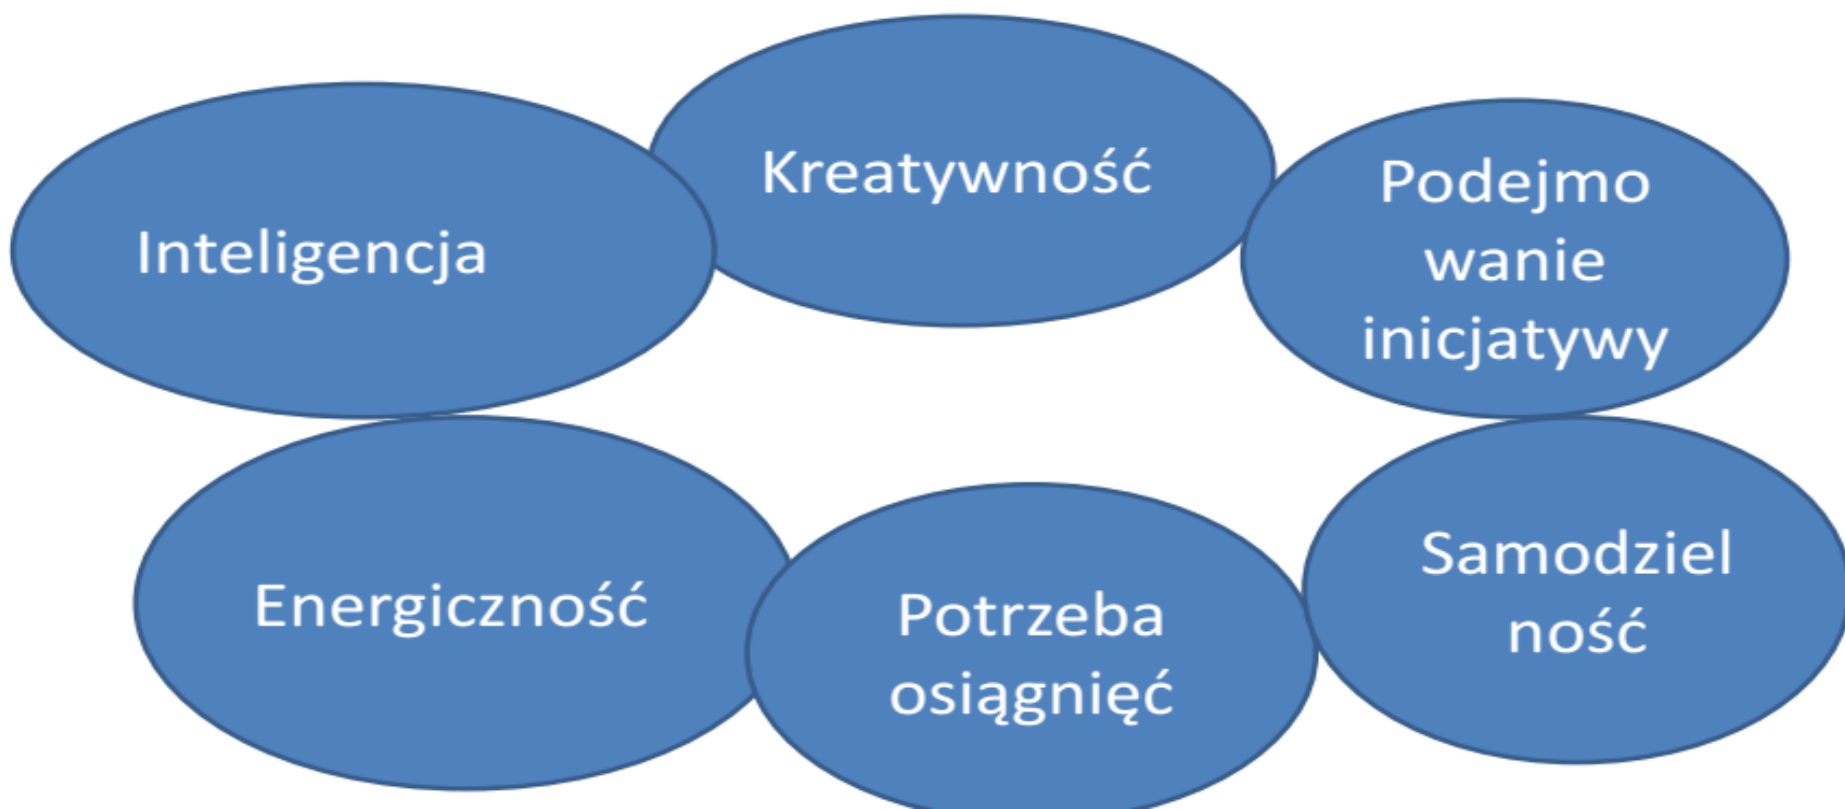 Inteligencja
Kreatywność
Podejmo
wanie
inicjatywy
Energiczność
Potrzeba
osiągnięć
Samodziel
ność